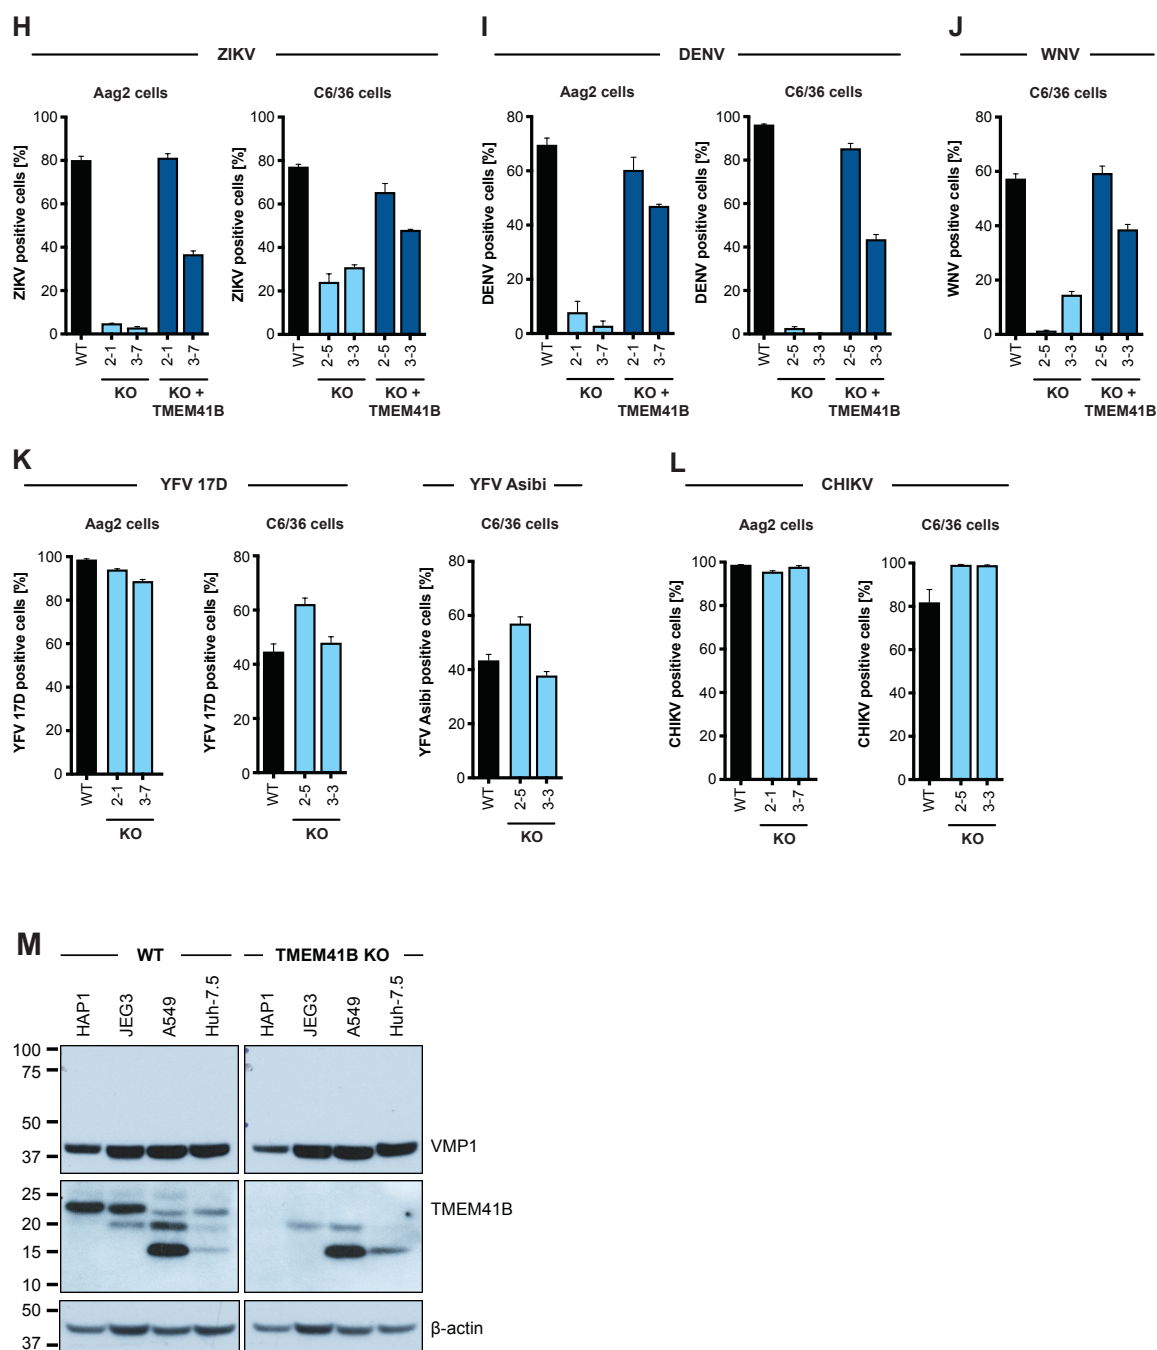 H
ZIKV
Aag2 cells
ZIKV positive cells [%]
100
80
60
40
20
0
WT
2-1
3-7
2-1
3-7
KO
KO +
TMEM41B
C6/36 cells
ZIKV positive cells [%]
100
80
60
40
20
0
WT
2-5
3-3
2-5
3-3
KO
KO +
TMEM41B
I
DENV
Aag2 cells
DENV positive cells [%]
80
60
40
20
0
WT
2-1
3-7
2-1
3-7
KO
KO +
TMEM41B
C6/36 cells
DENV positive cells [%]
100
80
60
40
20
0
WT
2-5
3-3
2-5
3-3
KO
KO +
TMEM41B
J
WNV
C6/36 cells
WNV positive cells [%]
80
60
40
20
0
WT
2-5
3-3
2-5
3-3
KO
KO +
TMEM41B
K
YFV 17D
Aag2 cells
YFV 17D positive cells [%]
100
80
60
40
20
0
WT
2-1
3-7
KO
C6/36 cells
YFV 17D positive cells [%]
80
60
40
20
0
WT
2-5
3-3
KO
YFV Asibi
C6/36 cells
YFV Asibi positive cells [%]
80
60
40
20
0
WT
2-5
3-3
KO
L
CHIKV
Aag2 cells
CHIKV positive cells [%]
100
80
60
40
20
0
WT
2-1
3-7
KO
C6/36 cells
CHIKV positive cells [%]
100
80
60
40
20
0
WT
2-5
3-3
KO
M
WT
TMEM41B KO
HAP1
JEG3
A549
Huh-7.5
HAP1
JEG3
A549
Huh-7.5
100
75
50
37
VMP1
25
20
15
10
TMEM41B
50
37
β-actin